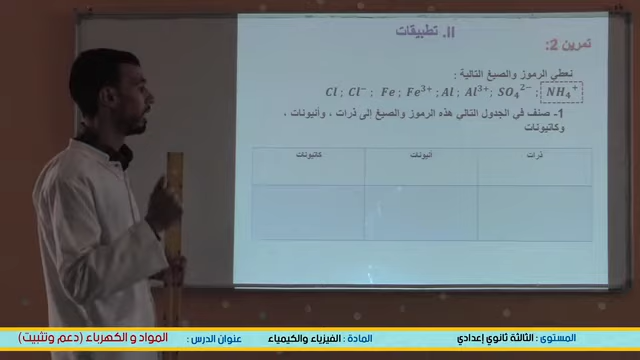 II. تطبيقات
تمرين 2:
نعطي الرموز والصيغ التالية :
Cl ; Cl⁻ ; Fe ; Fe³⁺ ; Al ; Al³⁺ ; SO₄²⁻ ; NH₄⁺
1- صنف في الجدول التالي هذه الرموز والصيغ إلى ذرات ، وأنيونات ،
وكاتيونات
ذرات أنيونات كاتيونات
المستوى : الثالثة ثانوي إعدادي المادة : الفيزياء والكيمياء عنوان الدرس : المواد و الكهرباء (دعم وتثبيت)